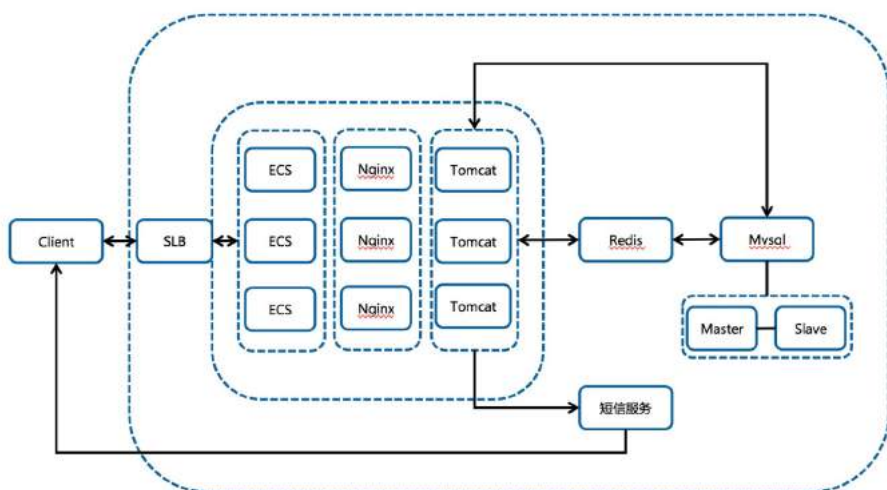 ECS
Nginx
Tomcat
Client
SLB
ECS
Nginx
Tomcat
Redis
Mysql
ECS
Nginx
Tomcat
Master
Slave
短信服务